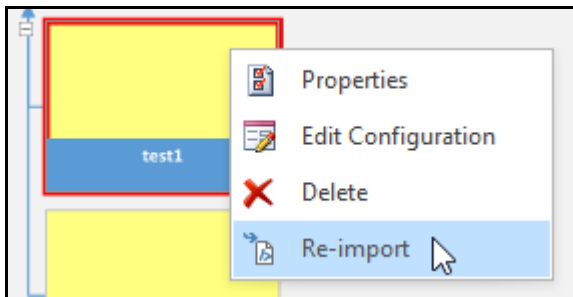 Properties
Edit Configuration
test1
Delete
Re-import